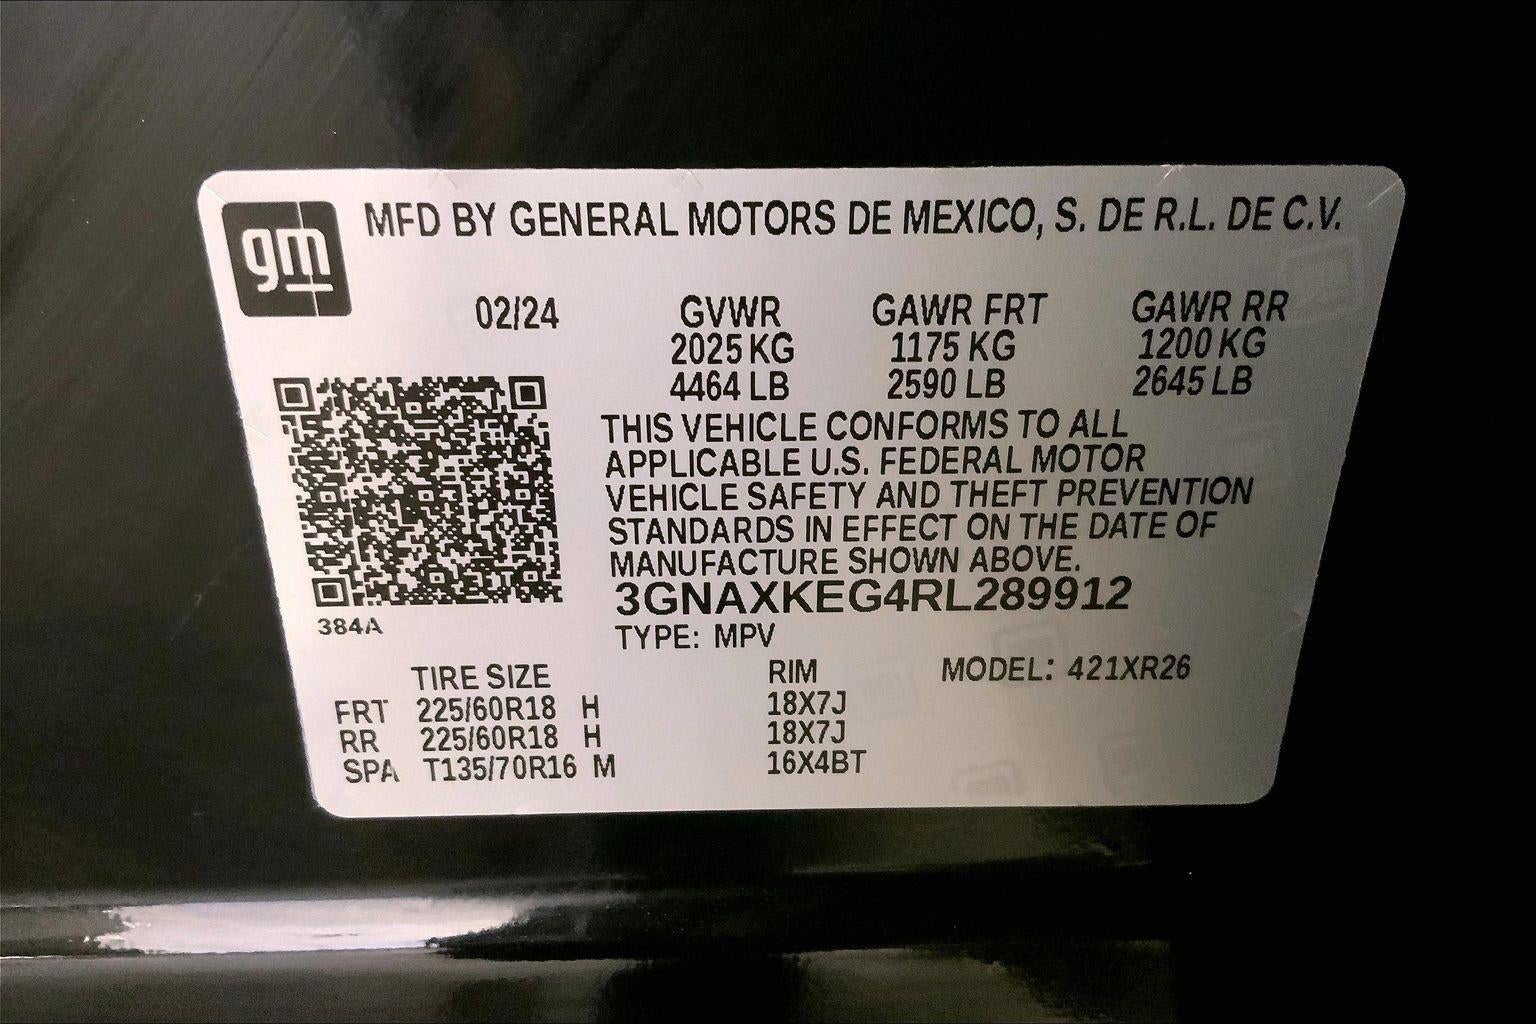 gm
MFD BY GENERAL MOTORS DE MEXICO, S. DE R.L. DE C.V.
02/24 GVWR GAWR FRT GAWR RR
2025 KG 1175 KG 1200 KG
4464 LB 2590 LB 2645 LB
THIS VEHICLE CONFORMS TO ALL
APPLICABLE U.S. FEDERAL MOTOR
VEHICLE SAFETY AND THEFT PREVENTION
STANDARDS IN EFFECT ON THE DATE OF
MANUFACTURE SHOWN ABOVE.
3GNAXKEG4RL289912
384A
TYPE: MPV
TIRE SIZE RIM MODEL: 421XR26
FRT 225/60R18 H 18X7J
RR 225/60R18 H 18X7J
SPA T135/70R16 M 16X4BT